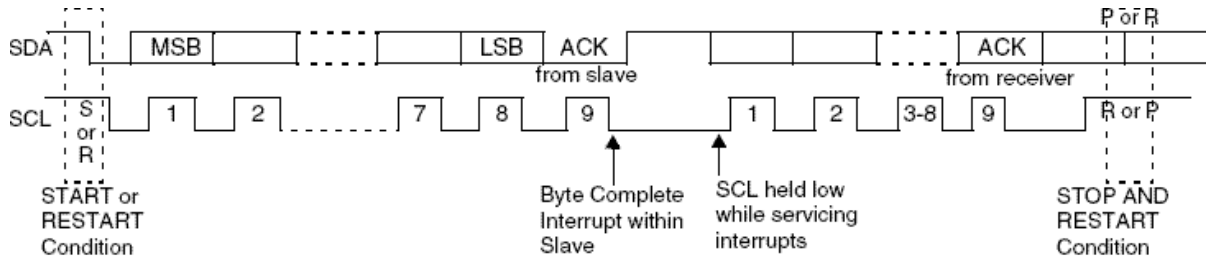 P or R
SDA MSB LSB ACK ACK
from slave from receiver
SCL S or R 1 2 7 8 9 1 2 3-8 9 R or P
START or
RESTART
Condition
Byte Complete
Interrupt within
Slave
SCL held low
while servicing
interrupts
STOP AND
RESTART
Condition